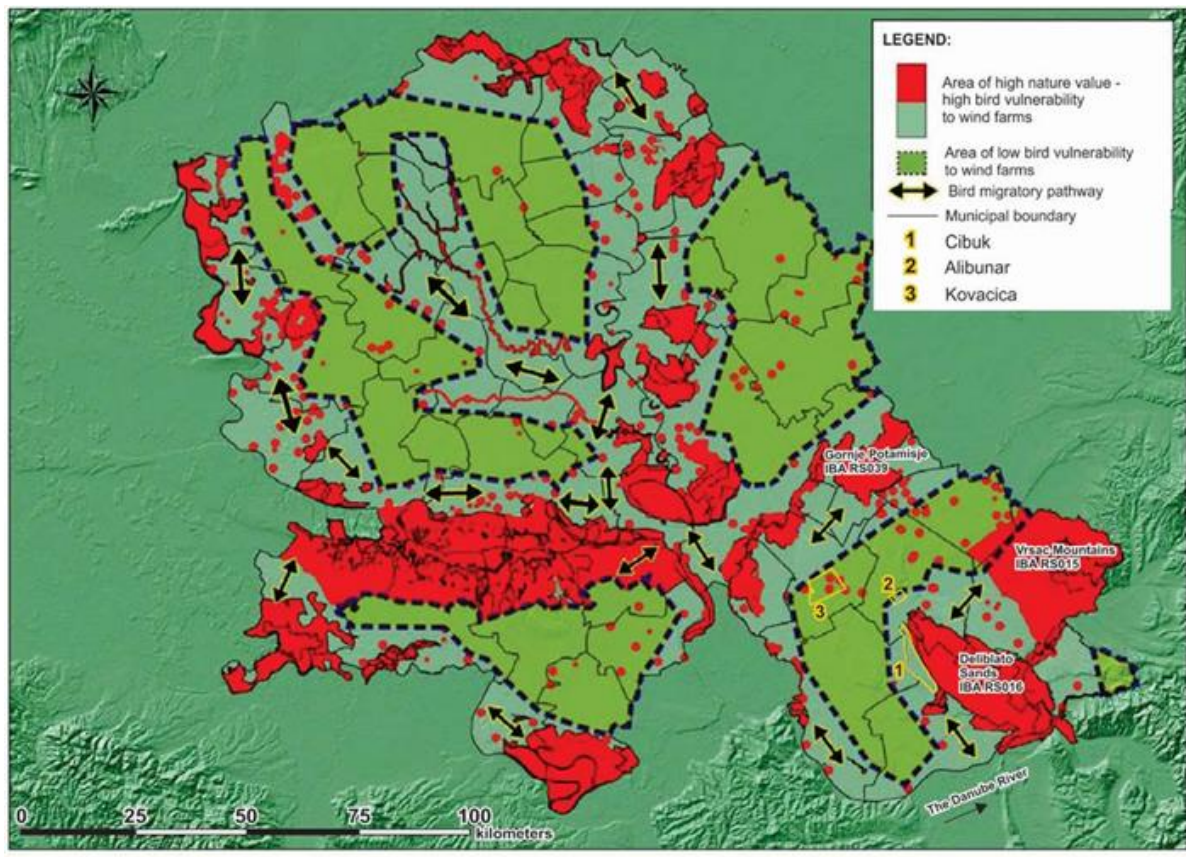 LEGEND:
Area of high nature value -
high bird vulnerability
to wind farms
Area of low bird vulnerability
to wind farms
Bird migratory pathway
Municipal boundary
1 Cibuk
2 Alibunar
3 Kovacica
Gornje Potamisje
IBA RS039
Vrsac Mountains
IBA RS015
2
3
1
Deliblato
Sands
IBA RS016
The Danube River
0 25 50 75 100
kilometers